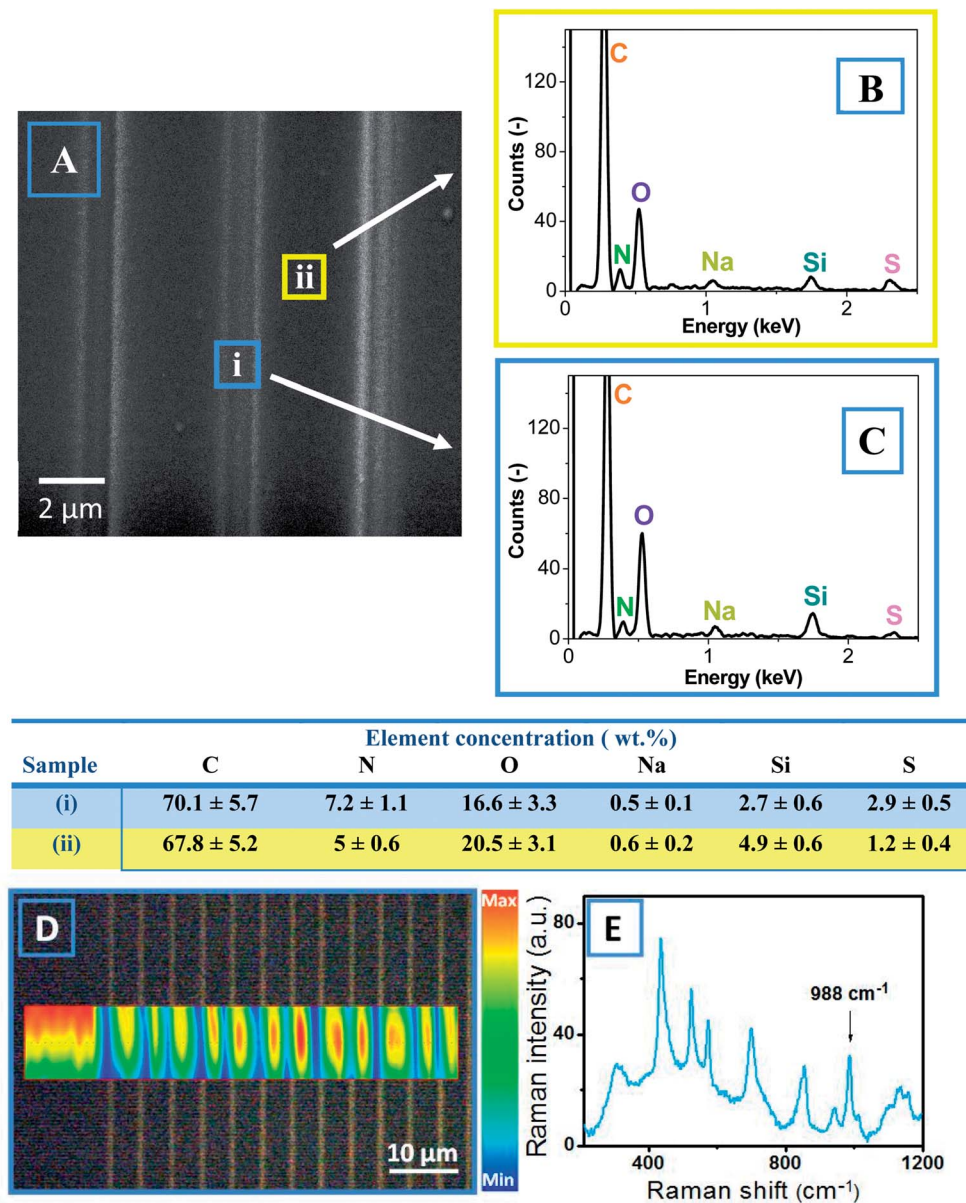 A
ii
i
2 µm
B
C
O
N
Na
Si
S
Counts (-)
0
40
80
120
0
1
2
Energy (keV)
C
C
O
N
Na
Si
S
Counts (-)
0
40
80
120
0
1
2
Energy (keV)
Element concentration ( wt.%)
Sample C N O Na Si S
(i) 70.1 ± 5.7 7.2 ± 1.1 16.6 ± 3.3 0.5 ± 0.1 2.7 ± 0.6 2.9 ± 0.5
(ii) 67.8 ± 5.2 5 ± 0.6 20.5 ± 3.1 0.6 ± 0.2 4.9 ± 0.6 1.2 ± 0.4
D
10 µm
Max
Min
E
988 cm⁻¹
Raman intensity (a.u.)
0
40
80
400
800
1200
Raman shift (cm⁻¹)